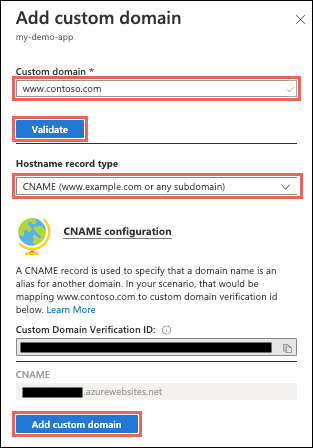 Add custom domain
my-demo-app
Custom domain *
www.contoso.com
Validate
Hostname record type
CNAME (www.example.com or any subdomain)
CNAME configuration
A CNAME record is used to specify that a domain name is an
alias for another domain. In your scenario, that would be
mapping www.contoso.com to custom domain verification id
below. Learn More
Custom Domain Verification ID:
CNAME
.azurewebsites.net
Add custom domain